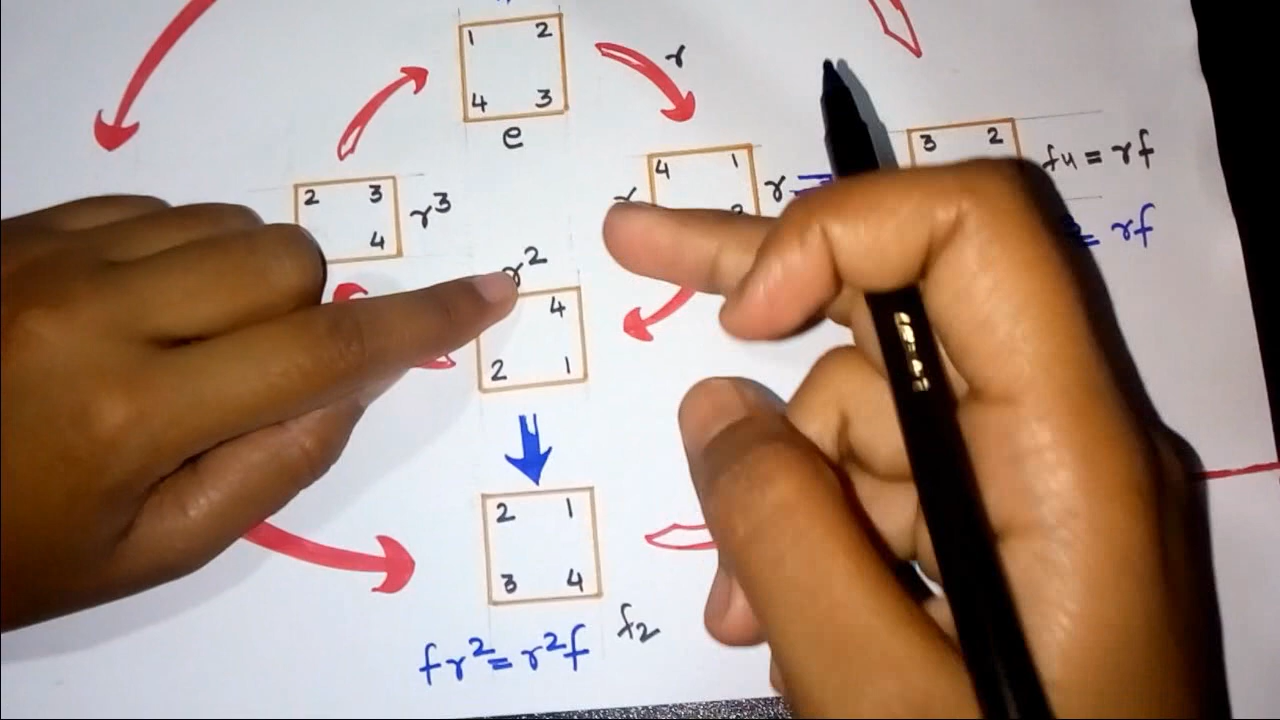 1 2
4 3
e
r
4 1
r
3 2
f4 = rf
= rf
2 3
4
r³
r²
4
2 1
2 1
3 4
f₂
fr² = r²f